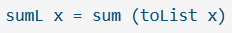 sumL x = sum (toList x)